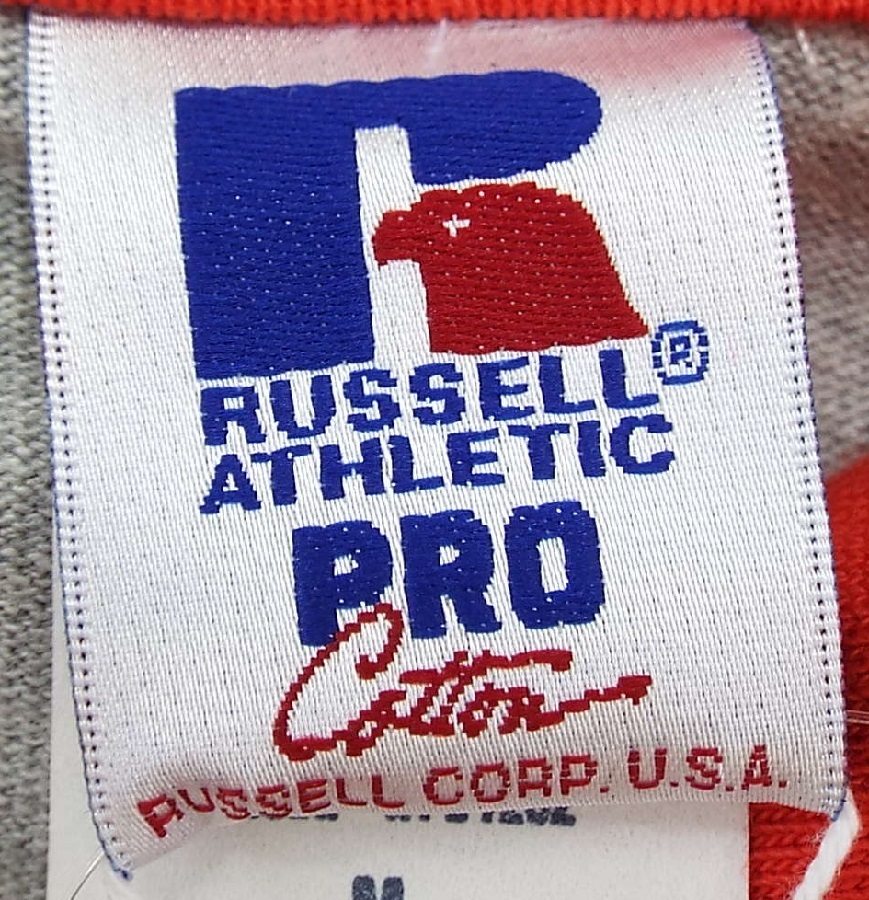 RUSSELL®
ATHLETIC
PRO
Cotton
RUSSELL CORP. U.S.A.
M